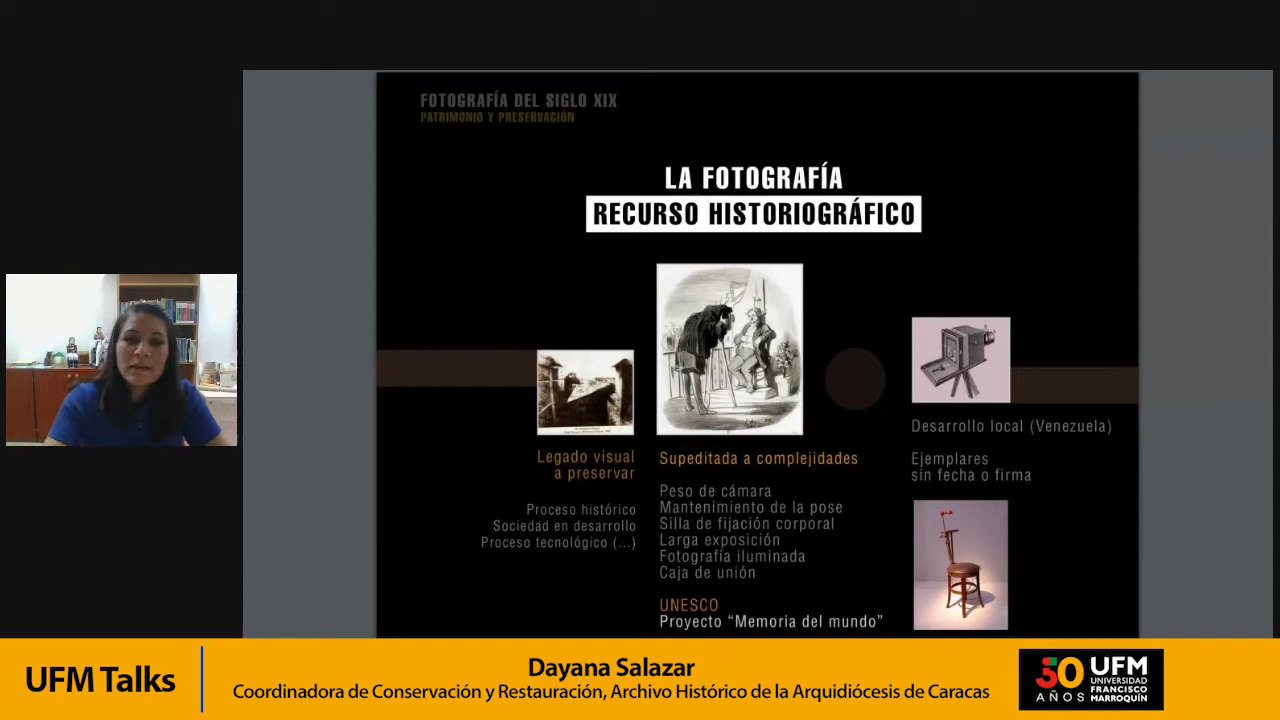 FOTOGRAFÍA DEL SIGLO XIX
PATRIMONIO Y PRESERVACIÓN
LA FOTOGRAFÍA
RECURSO HISTORIOGRÁFICO
Legado visual
a preservar
Proceso histórico
Sociedad en desarrollo
Proceso tecnológico (...)
Supeditada a complejidades
Peso de cámara
Mantenimiento de la pose
Silla de fijación corporal
Larga exposición
Fotografía iluminada
Caja de unión
UNESCO
Proyecto “Memoria del mundo”
Desarrollo local (Venezuela)
Ejemplares
sin fecha o firma
UFM Talks
Dayana Salazar
Coordinadora de Conservación y Restauración, Archivo Histórico de la Arquidiócesis de Caracas
50
AÑOS
UFM
UNIVERSIDAD
FRANCISCO
MARROQUÍN